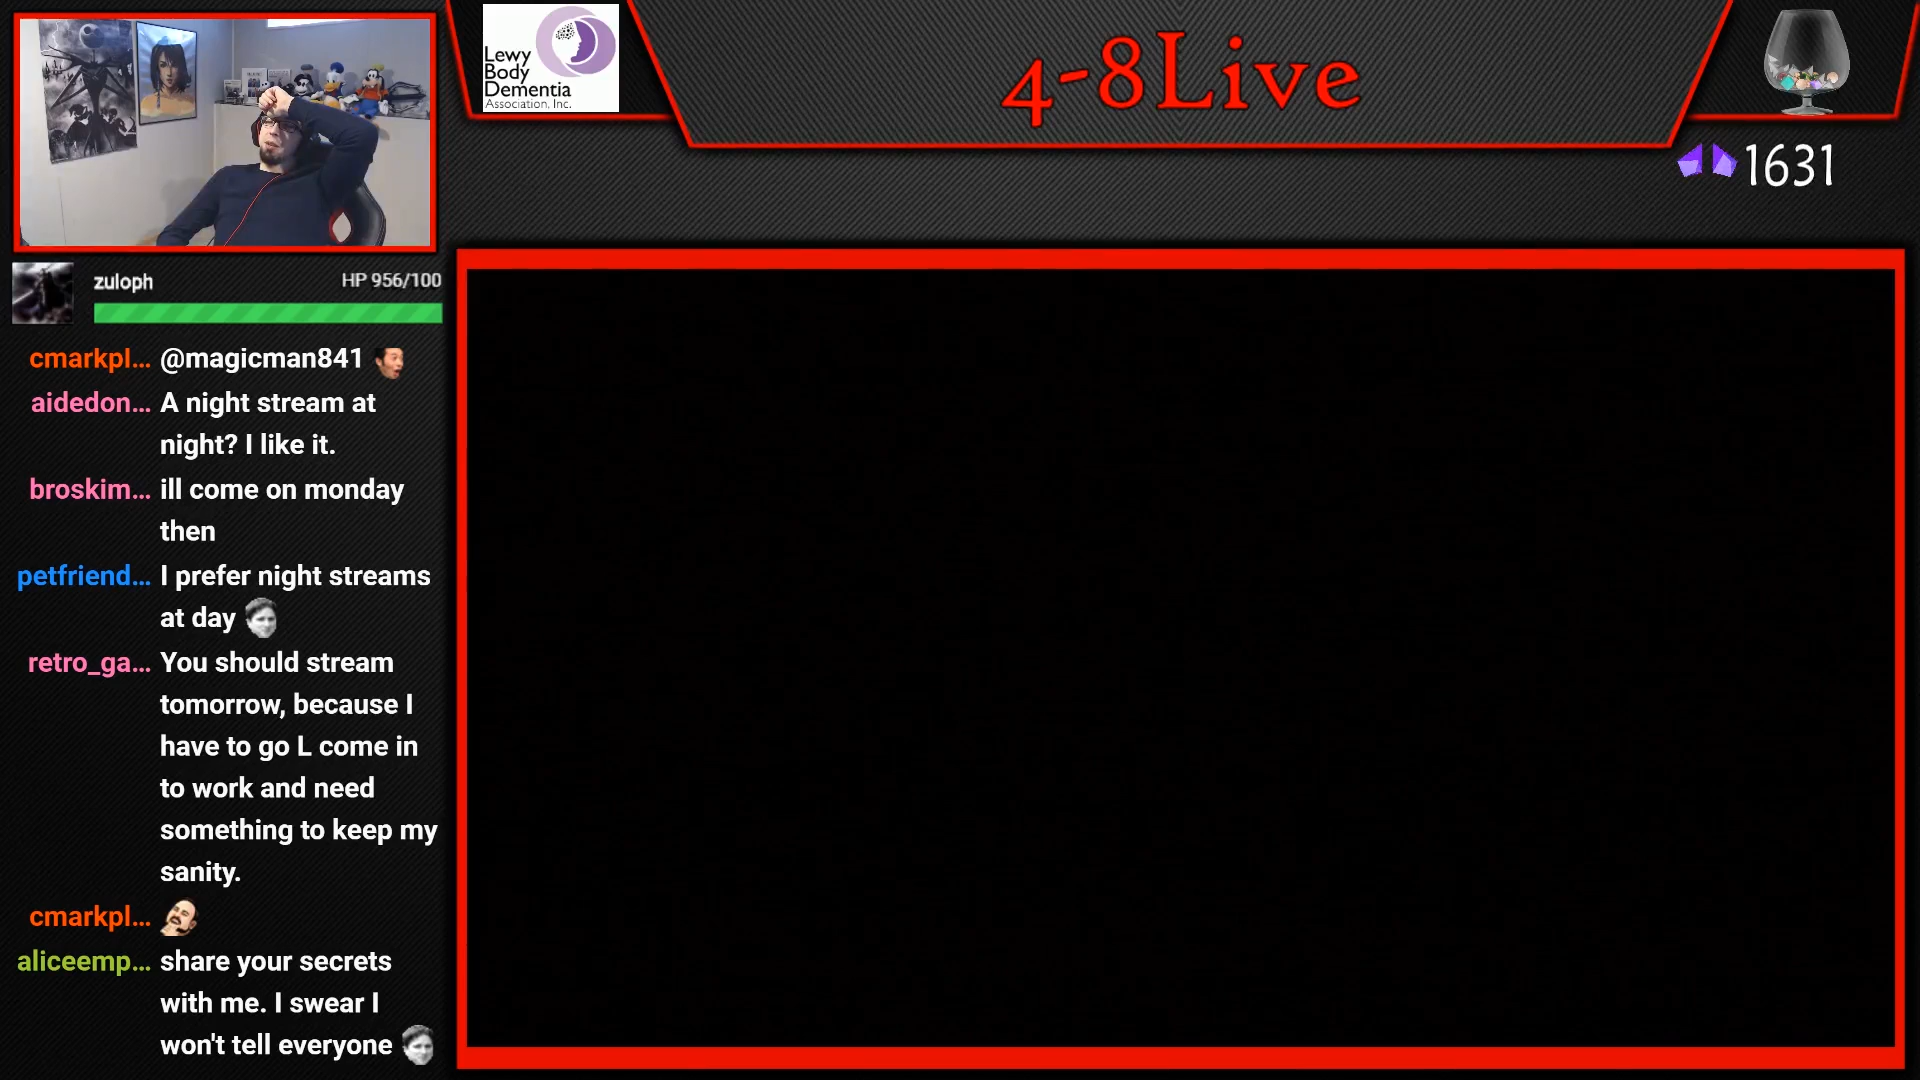 Lewy
Body
Dementia
Association, Inc.
4-8Live
1631
zuloph HP 956/100
cmarkpl... @magicman841
aidedon... A night stream at
night? I like it.
broskim... ill come on monday
then
petfriend... I prefer night streams
at day
retro_ga... You should stream
tomorrow, because I
have to go L come in
to work and need
something to keep my
sanity.
cmarkpl...
aliceemp... share your secrets
with me. I swear I
won't tell everyone